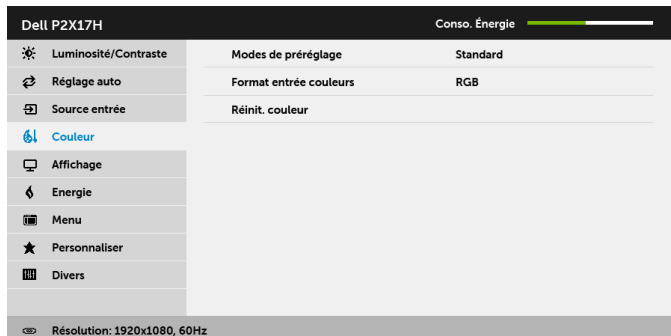 Dell P2X17H Conso. Énergie
Luminosité/Contraste Modes de préréglage Standard
Réglage auto Format entrée couleurs RGB
Source entrée Réinit. couleur
Couleur
Affichage
Energie
Menu
Personnaliser
Divers
Résolution: 1920x1080, 60Hz